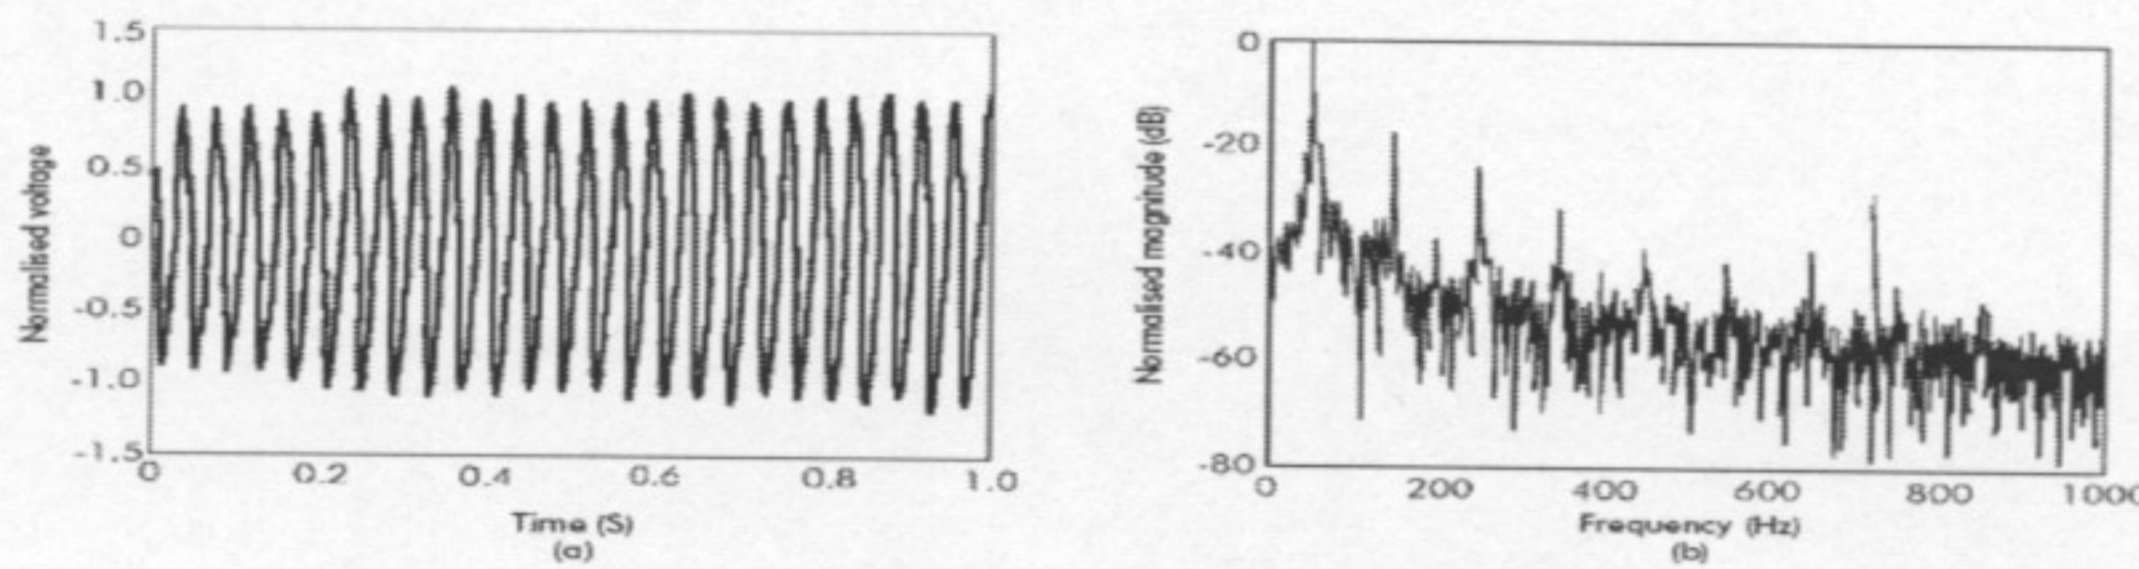 1.5
1.0
0.5
0
-0.5
-1.0
-1.5
Normalised voltage
0 0.2 0.4 0.6 0.8 1.0
Time (S)
(a)
0
-20
-40
-60
-80
Normalised magnitude (dB)
0 200 400 600 800 1000
Frequency (Hz)
(b)